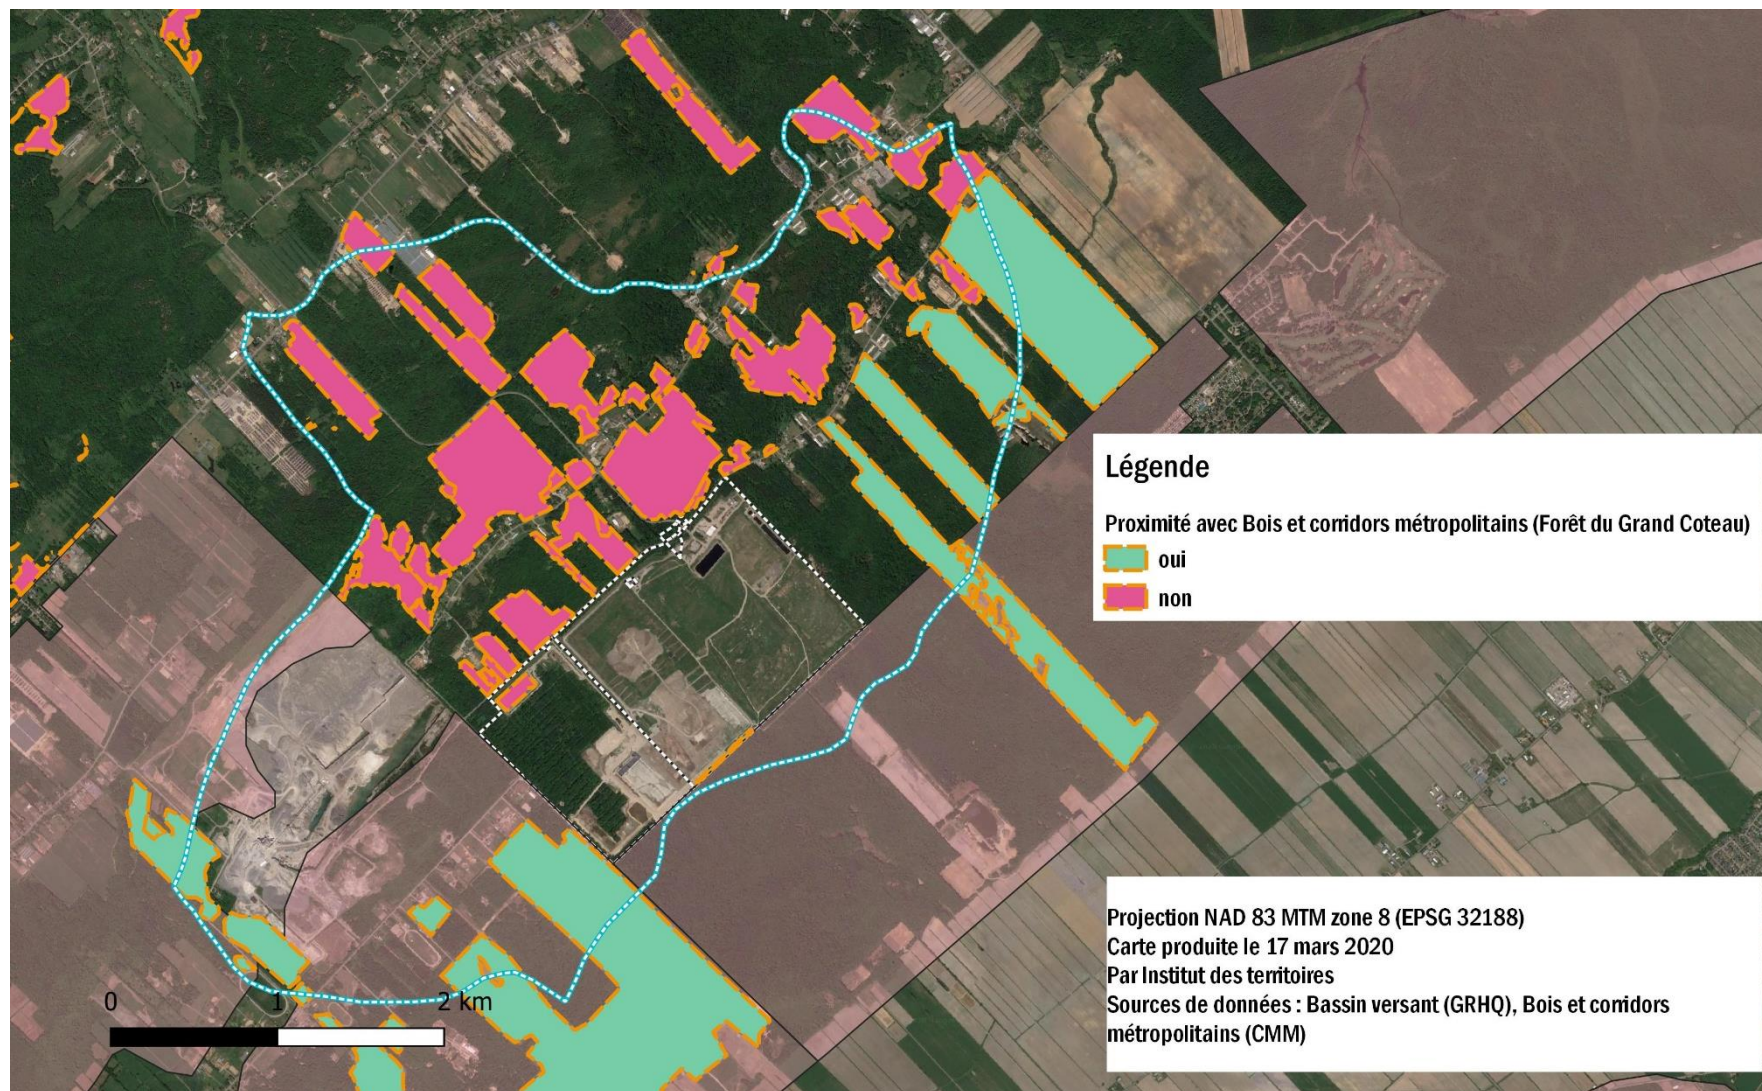 Légende
Proximité avec Bois et corridors métropolitains (Forêt du Grand Coteau)
oui
non
Projection NAD 83 MTM zone 8 (EPSG 32188)
Carte produite le 17 mars 2020
Par Institut des territoires
Sources de données : Bassin versant (GRHQ), Bois et corridors
métropolitains (CMM)
0 1 2 km